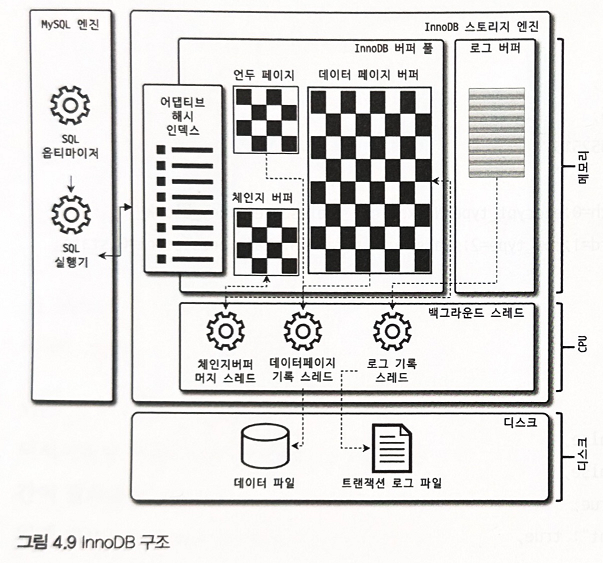 MySQL 엔진
InnoDB 스토리지 엔진
InnoDB 버퍼 풀
로그 버퍼
언두 페이지
데이터 페이지 버퍼
어댑티브
해시
인덱스
SQL
옵티마이저
체인지 버퍼
SQL
실행기
메모리
백그라운드 스레드
체인지버퍼
머지 스레드
데이터페이지
기록 스레드
로그 기록
스레드
CPU
디스크
데이터 파일
트랜잭션 로그 파일
디스크
그림 4.9 InnoDB 구조